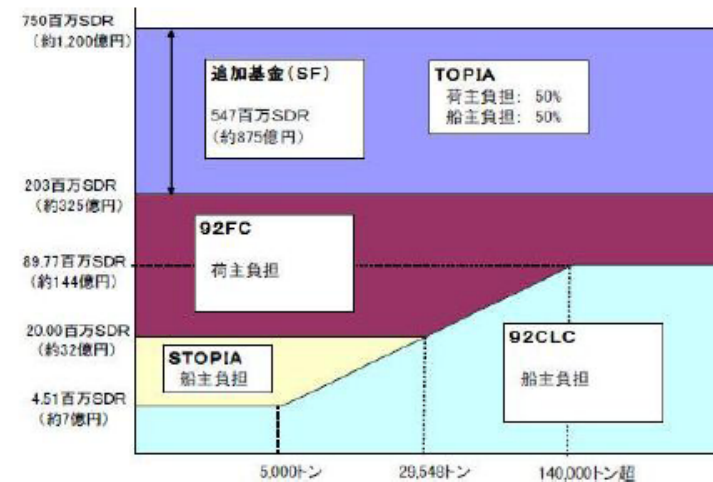 750百万SDR
(約1,200億円)
追加基金(SF)
547百万SDR
(約875億円)
TOPIA
荷主負担: 50%
船主負担: 50%
203百万SDR
(約325億円)
92FC
荷主負担
89.77百万SDR
(約144億円)
20.00百万SDR
(約32億円)
STOPIA
船主負担
92CLC
船主負担
4.51百万SDR
(約7億円)
5,000トン
29,548トン
140,000トン超